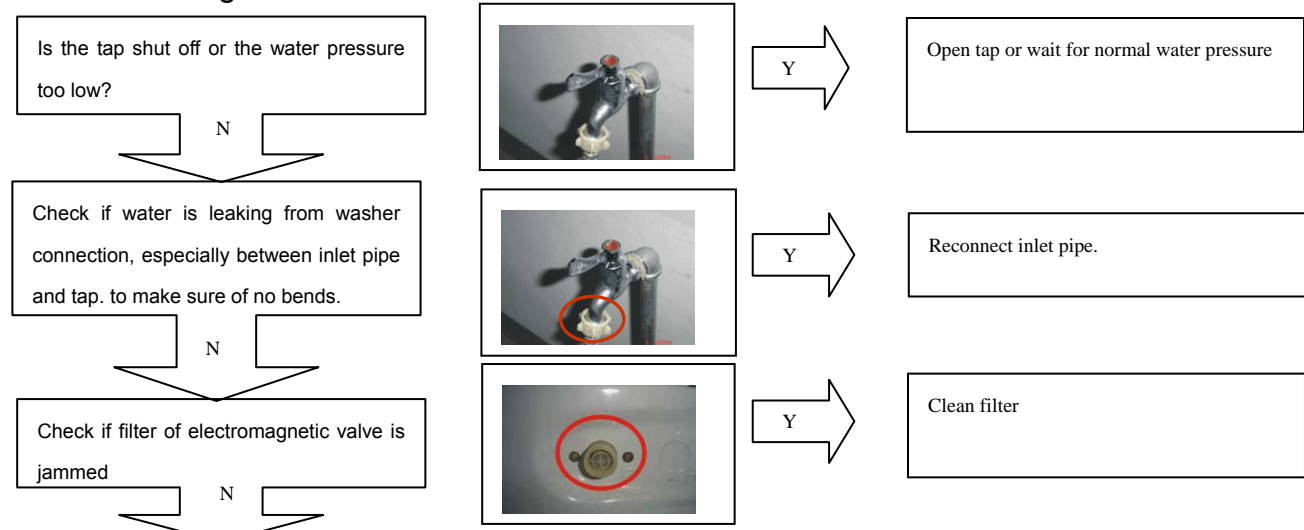 Is the tap shut off or the water pressure
too low?
Y
Open tap or wait for normal water pressure
N
Check if water is leaking from washer
connection, especially between inlet pipe
and tap. to make sure of no bends.
Y
Reconnect inlet pipe.
N
Check if filter of electromagnetic valve is
jammed
Y
Clean filter
N